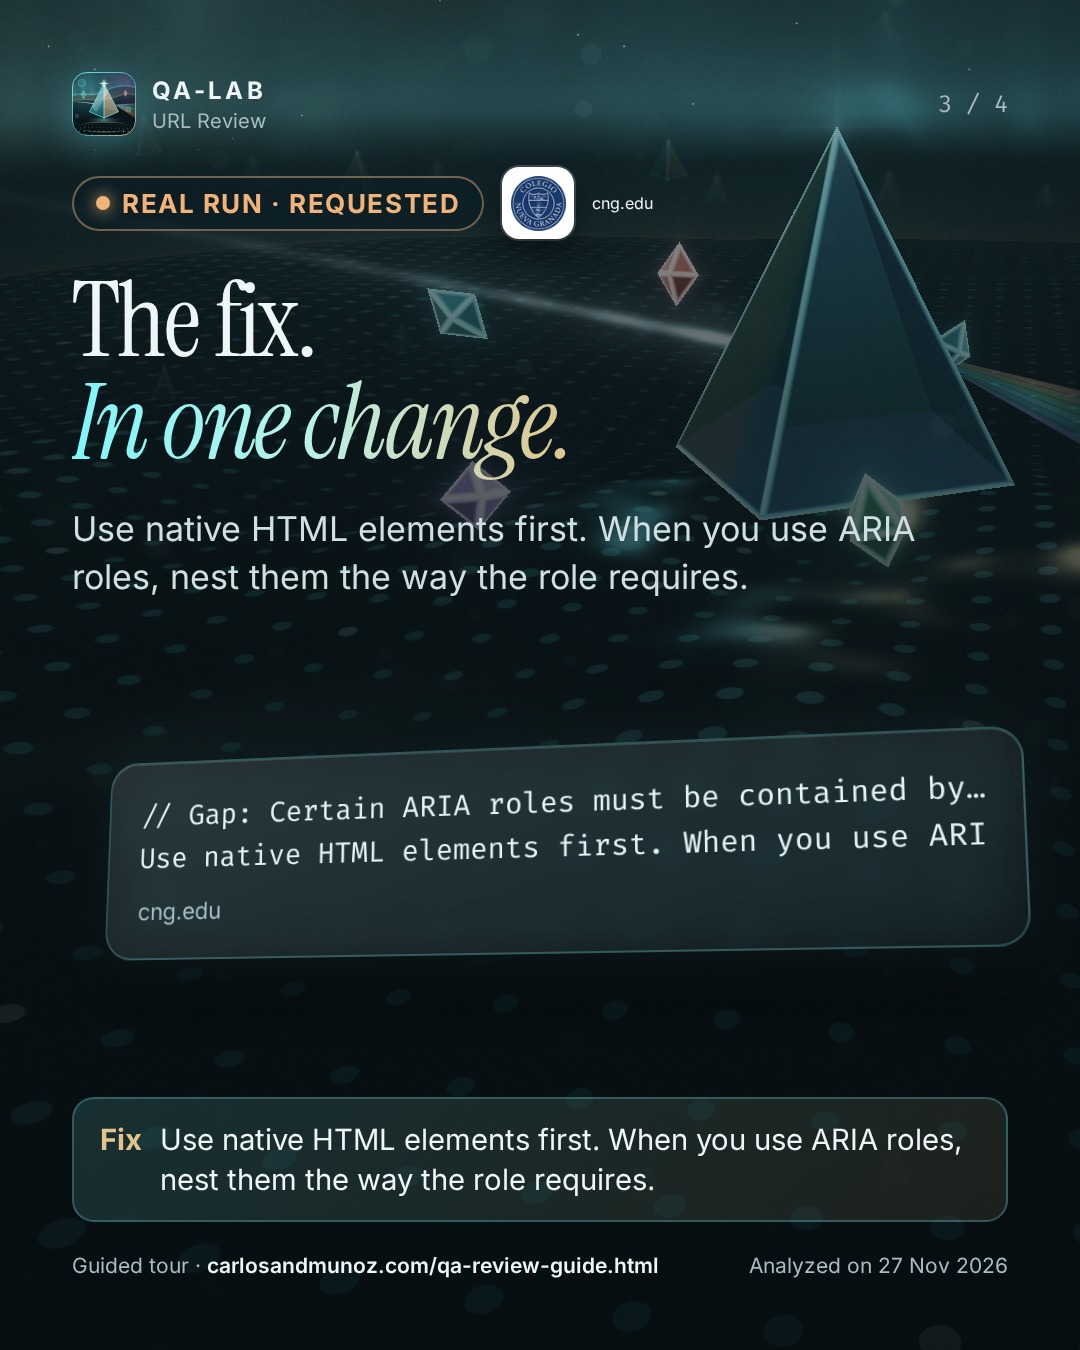 QA-LAB
URL Review
3 / 4
REAL RUN · REQUESTED
COLEGIO
NUEVA GRANADA
cng.edu
The fix.
In one change.
Use native HTML elements first. When you use ARIA
roles, nest them the way the role requires.
// Gap: Certain ARIA roles must be contained by…
Use native HTML elements first. When you use ARI
cng.edu
Fix Use native HTML elements first. When you use ARIA roles,
nest them the way the role requires.
Guided tour · carlosandmunoz.com/qa-review-guide.html
Analyzed on 27 Nov 2026